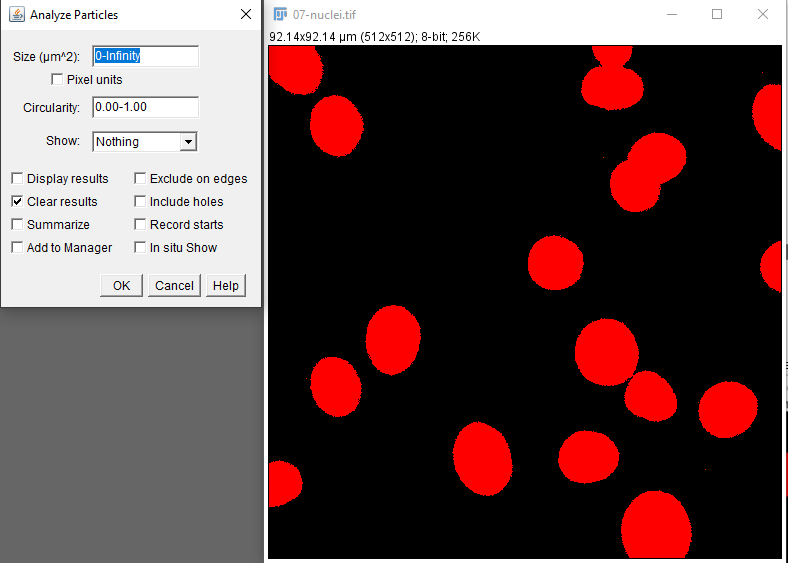 Analyze Particles
Size (µm^2): 0-Infinity
Pixel units
Circularity: 0.00-1.00
Show: Nothing
Display results Exclude on edges
Clear results Include holes
Summarize Record starts
Add to Manager In situ Show
OK Cancel Help
07-nuclei.tif
92.14x92.14 µm (512x512); 8-bit; 256K